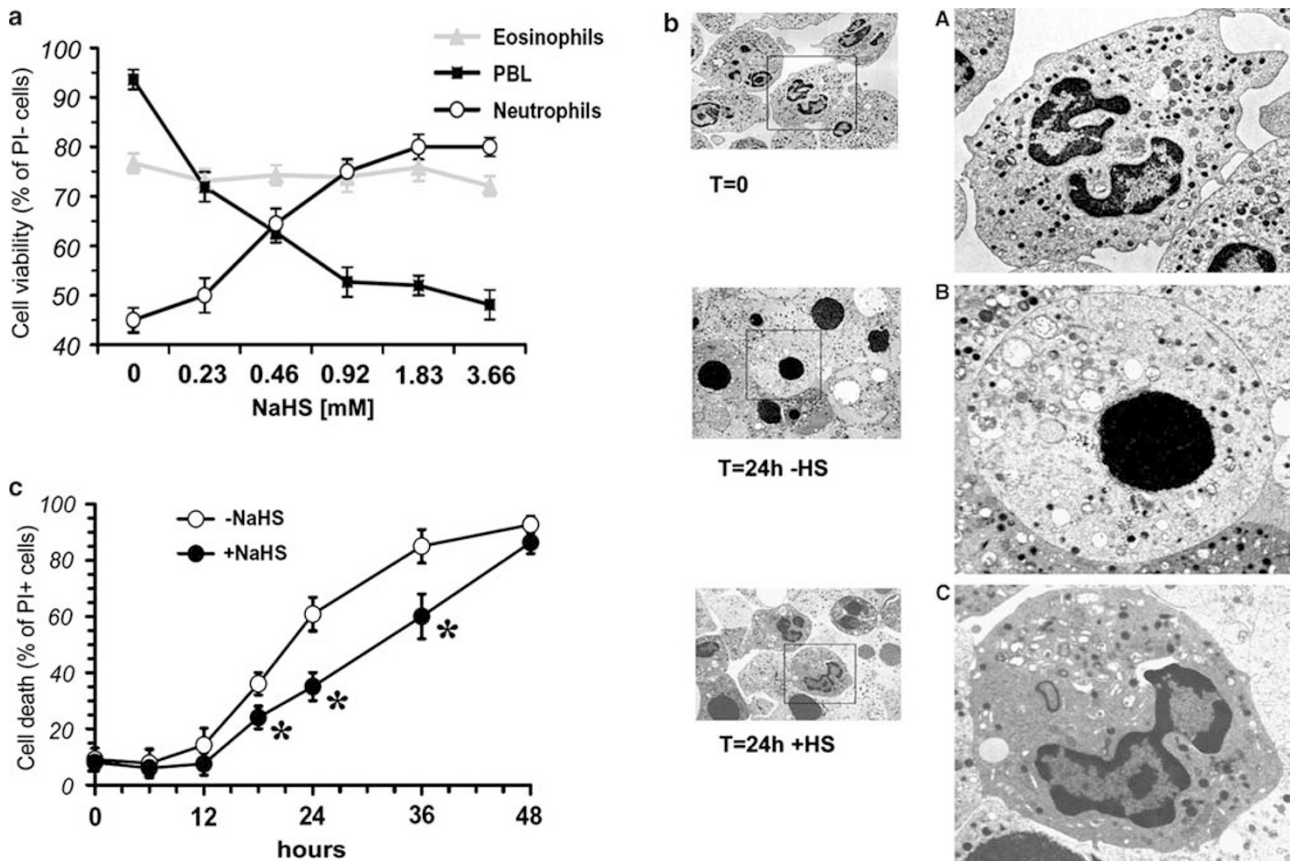 a
Cell viability (% of PI- cells)
100
90
80
70
60
50
40
Eosinophils
PBL
Neutrophils
0 0.23 0.46 0.92 1.83 3.66
NaHS [mM]
b
T=0
T=24h -HS
T=24h +HS
A
B
C
c
Cell death (% of PI+ cells)
100
80
60
40
20
0
-NaHS
+NaHS
*
*
*
0 12 24 36 48
hours